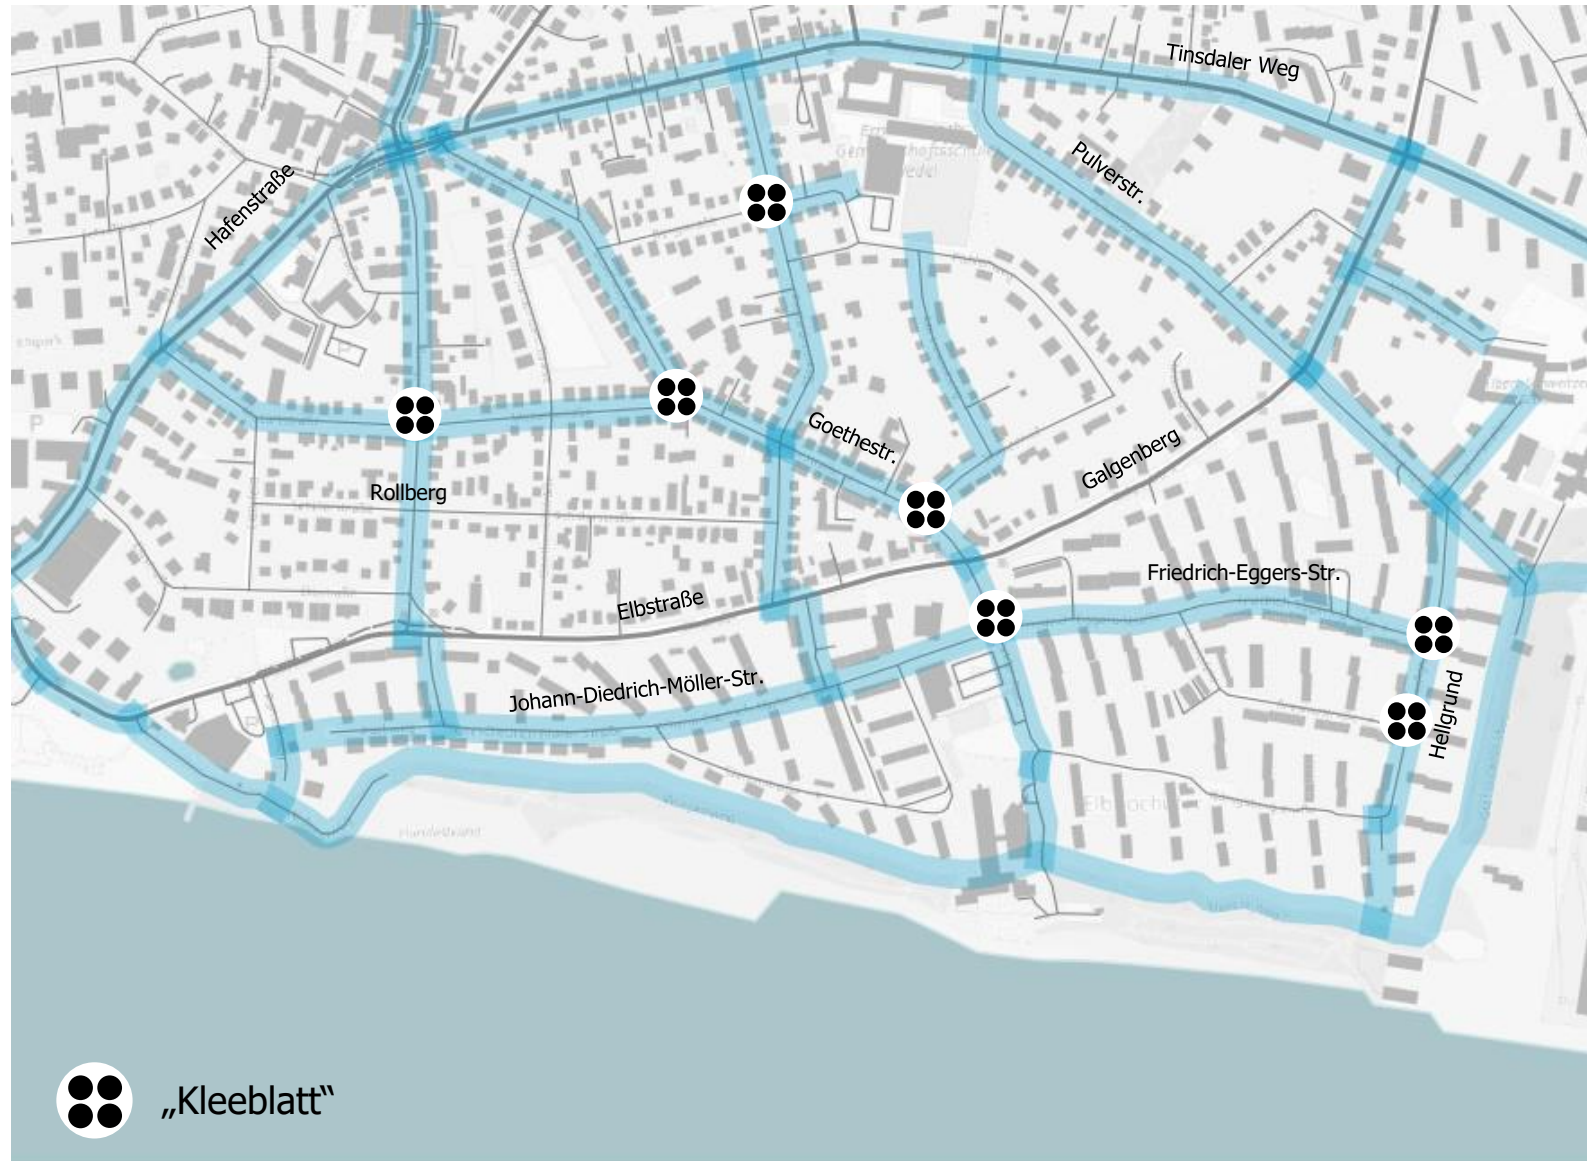 Tinsdaler Weg
Pulverstr.
Hafenstraße
Goethestr.
Galgenberg
Rollberg
Friedrich-Eggers-Str.
Elbstraße
Johann-Diedrich-Möller-Str.
Hellgrund
„Kleeblatt“